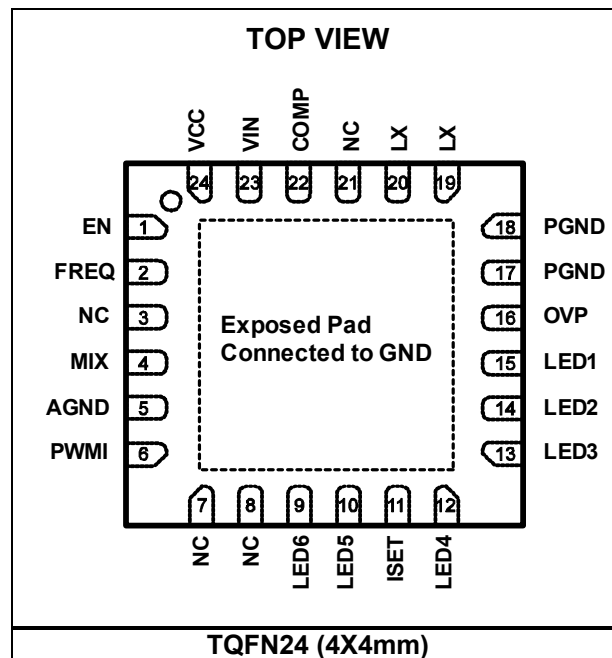 TOP VIEW
VCC VIN COMP NC LX LX
24 23 22 21 20 19
EN 1 18 PGND
FREQ 2 17 PGND
NC 3 16 OVP
Exposed Pad
Connected to GND
MIX 4 15 LED1
AGND 5 14 LED2
PWMI 6 13 LED3
7 8 9 10 11 12
NC NC LED6 LED5 ISET LED4
TQFN24 (4X4mm)